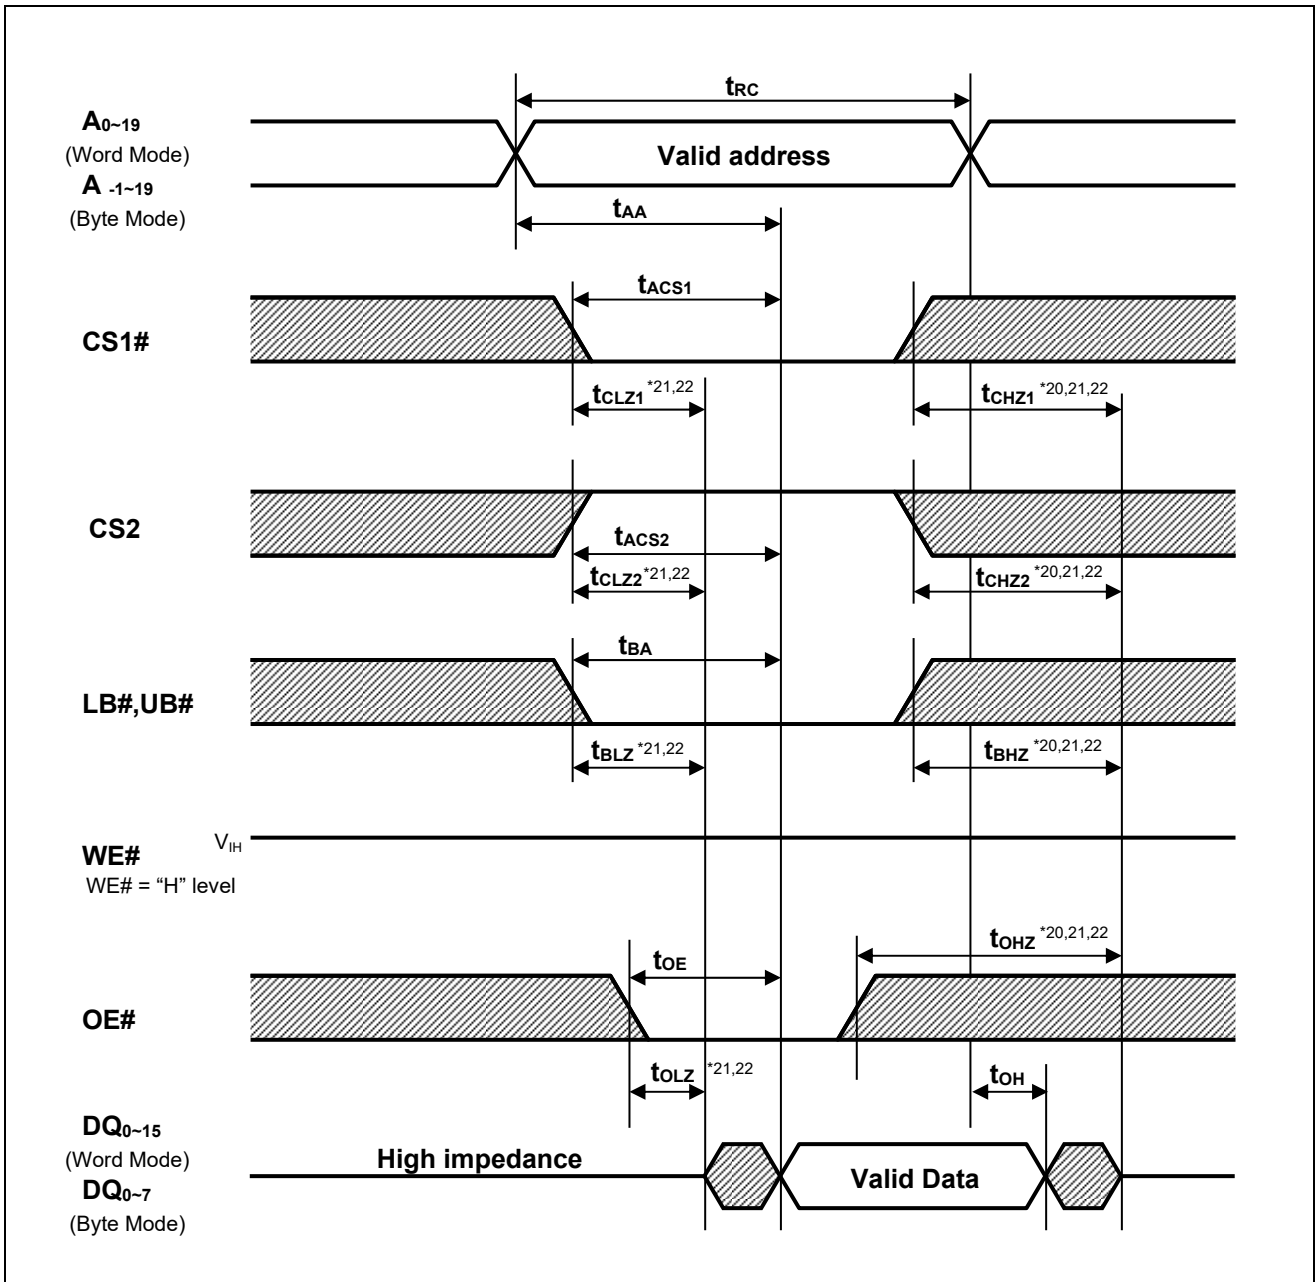 tRC
A0~19
(Word Mode)
Valid address
A -1~19
(Byte Mode)
tAA
tACS1
CS1#
tCLZ1 *21,22
tCHZ1 *20,21,22
CS2
tACS2
tCLZ2 *21,22
tCHZ2 *20,21,22
tBA
LB#,UB#
tBLZ *21,22
tBHZ *20,21,22
VIH
WE#
WE# = “H” level
tOHZ *20,21,22
tOE
OE#
tOLZ *21,22
tOH
DQ0~15
(Word Mode)
High impedance
Valid Data
DQ0~7
(Byte Mode)